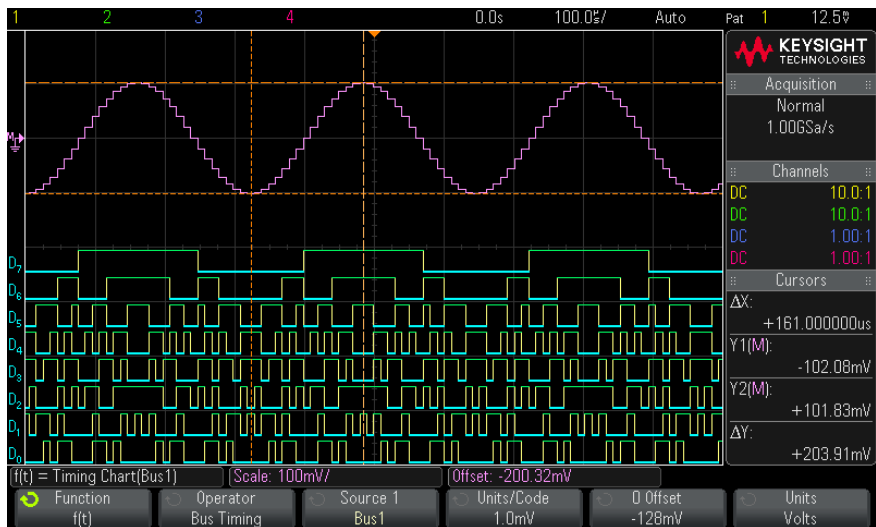 1 2 3 4 0.0s 100.0㎲/ Auto Pat 1 12.5V
KEYSIGHT
TECHNOLOGIES
Acquisition
Normal
1.00GSa/s
Channels
DC 10.0:1
DC 10.0:1
DC 1.00:1
DC 1.00:1
Cursors
ΔX:
+161.000000us
Y1(M):
-102.08mV
Y2(M):
+101.83mV
ΔY:
+203.91mV
M
D7
D6
D5
D4
D3
D2
D1
D0
f(t) = Timing Chart(Bus1) Scale: 100mV/ Offset: -200.32mV
Function Operator Source 1 Units/Code 0 Offset Units
f(t) Bus Timing Bus1 1.0mV -128mV Volts